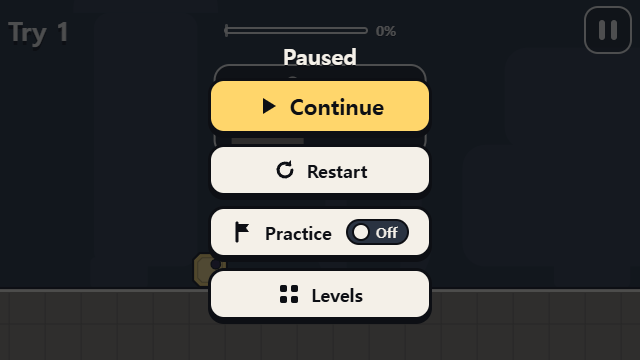 Try 1
0%
Paused
Continue
Restart
Practice Off
Levels